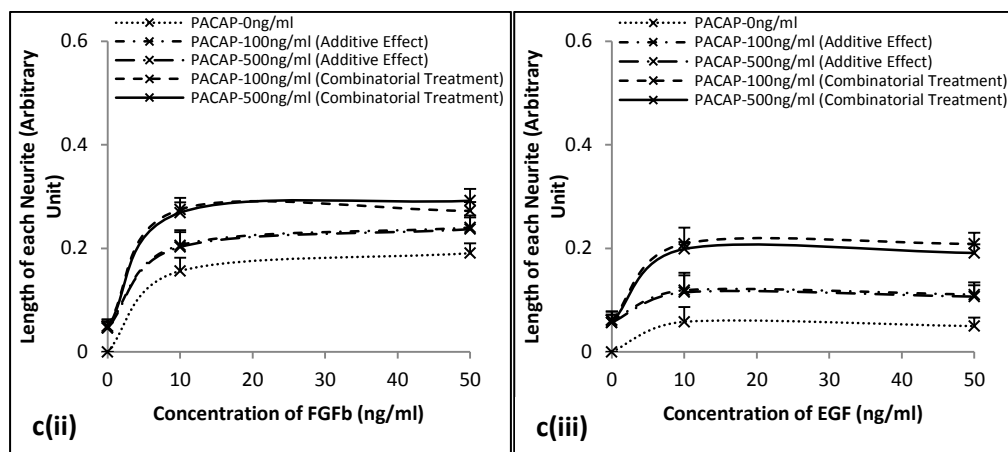 PACAP-0ng/ml
PACAP-100ng/ml (Additive Effect)
PACAP-500ng/ml (Additive Effect)
PACAP-100ng/ml (Combinatorial Treatment)
PACAP-500ng/ml (Combinatorial Treatment)
Length of each Neurite (Arbitrary
Unit)
0.6
0.4
0.2
0
0 10 20 30 40 50
Concentration of FGFb (ng/ml)
c(ii)
PACAP-0ng/ml
PACAP-100ng/ml (Additive Effect)
PACAP-500ng/ml (Additive Effect)
PACAP-100ng/ml (Combinatorial Treatment)
PACAP-500ng/ml (Combinatorial Treatment)
Length of each Neurite (Arbitrary
Unit)
0.6
0.4
0.2
0
0 10 20 30 40 50
Concentration of EGF (ng/ml)
c(iii)